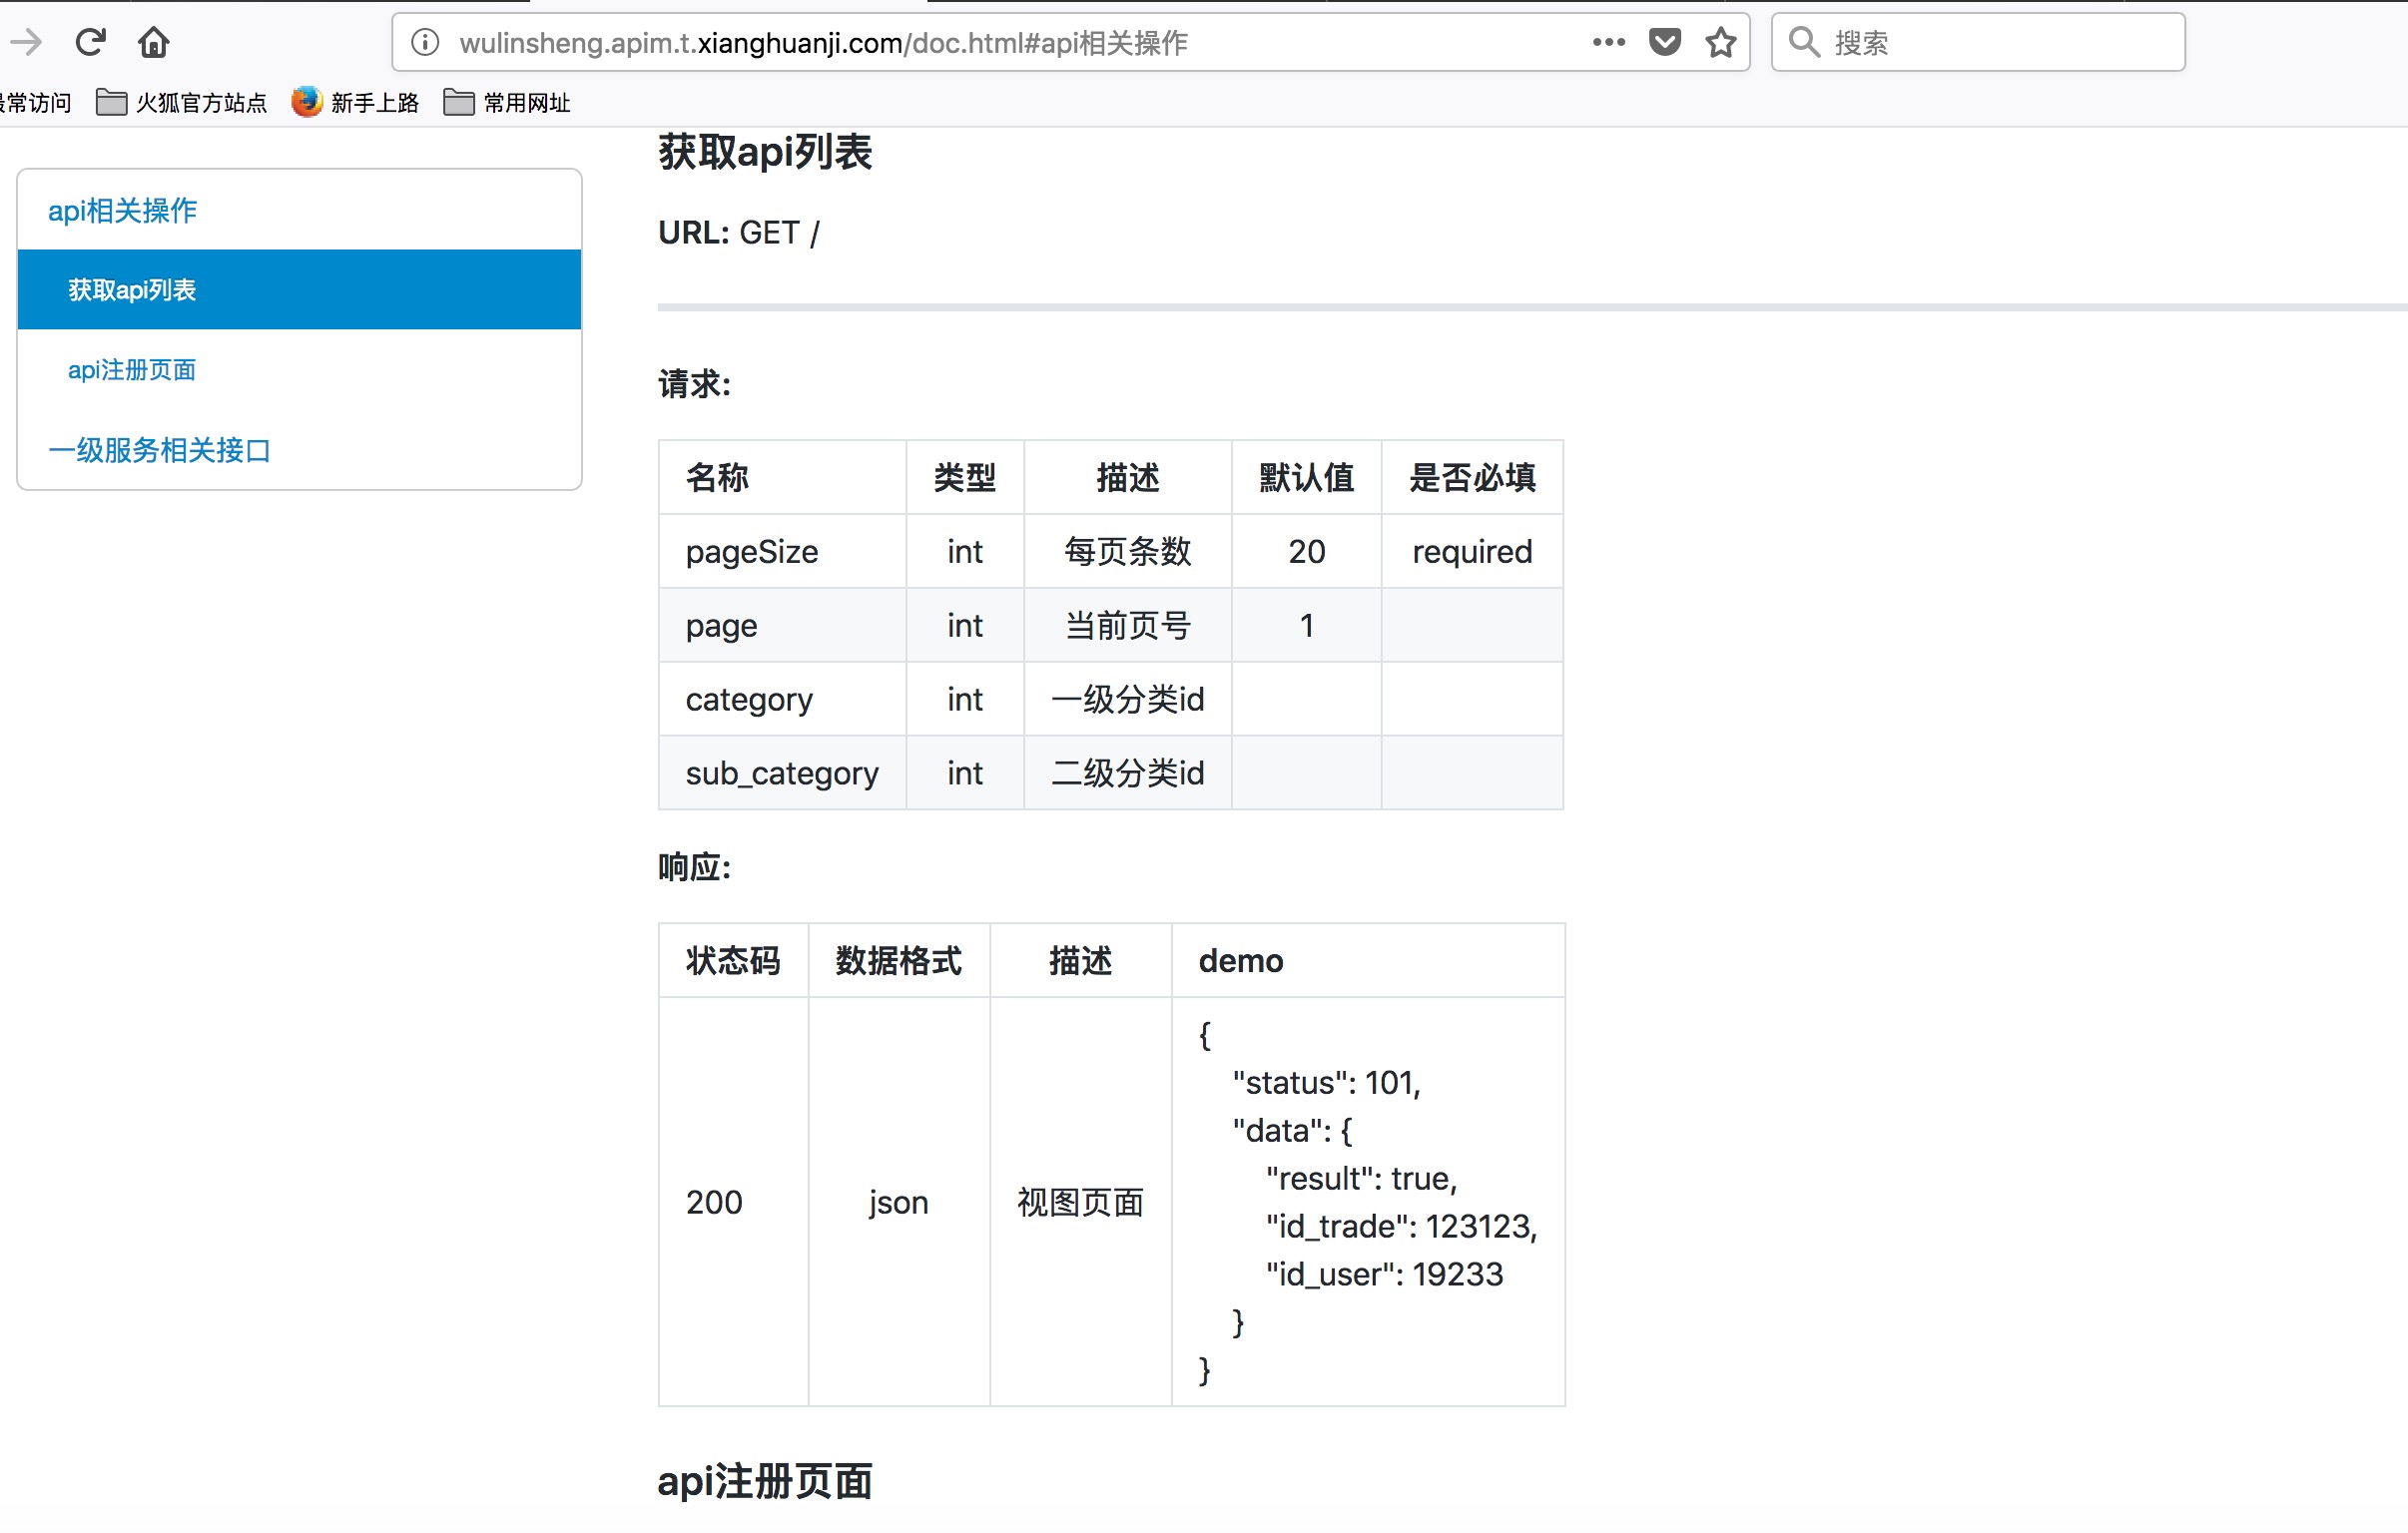 wulinsheng.apim.t.xianghuanji.com/doc.html#api相关操作
搜索
常访问
火狐官方站点
新手上路
常用网址
api相关操作
获取api列表
api注册页面
一级服务相关接口
获取api列表
URL: GET /
请求:
名称 类型 描述 默认值 是否必填
pageSize int 每页条数 20 required
page int 当前页号 1
category int 一级分类id
sub_category int 二级分类id
响应:
状态码 数据格式 描述 demo
200 json 视图页面
{
"status": 101,
"data": {
"result": true,
"id_trade": 123123,
"id_user": 19233
}
}
api注册页面